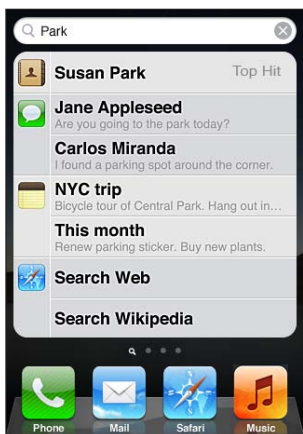 Park
Susan Park Top Hit
Jane Appleseed
Are you going to the park today?
Carlos Miranda
I found a parking spot around the corner.
NYC trip
Bicycle tour of Central Park. Hang out in…
This month
Renew parking sticker. Buy new plants.
Search Web
Search Wikipedia
Phone Mail Safari Music